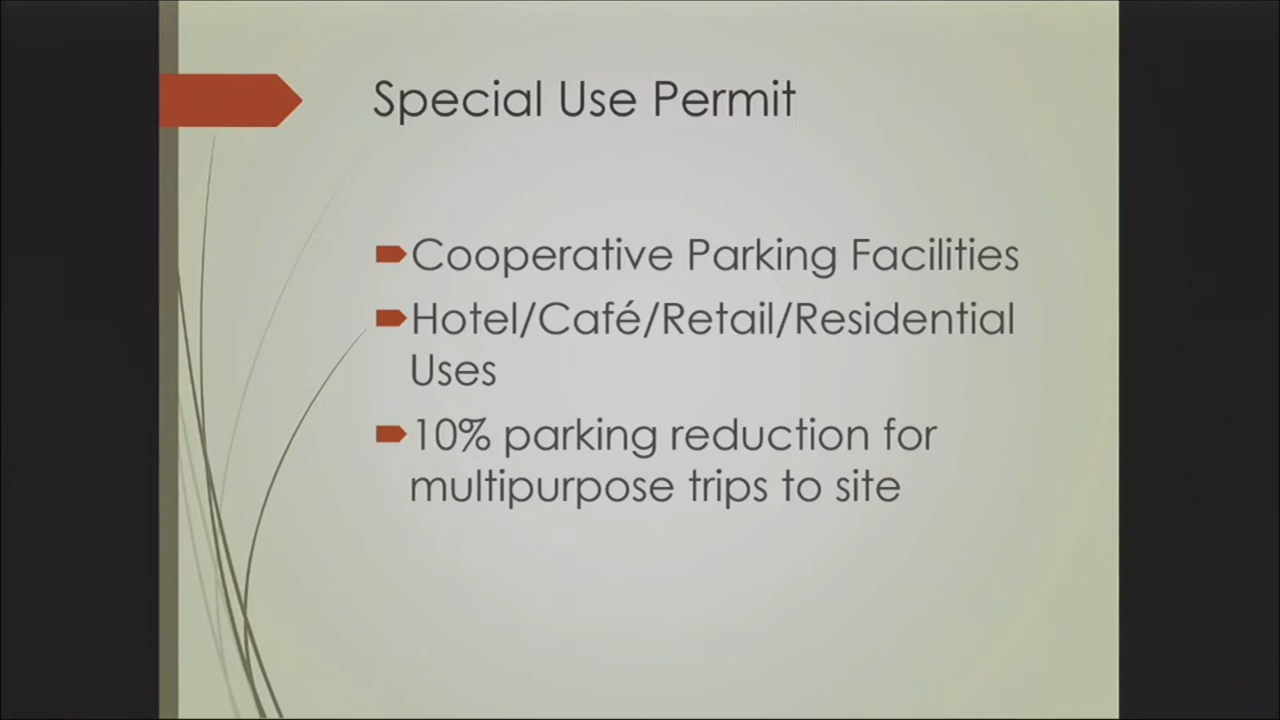 Special Use Permit
Cooperative Parking Facilities
Hotel/Café/Retail/Residential
Uses
10% parking reduction for
multipurpose trips to site